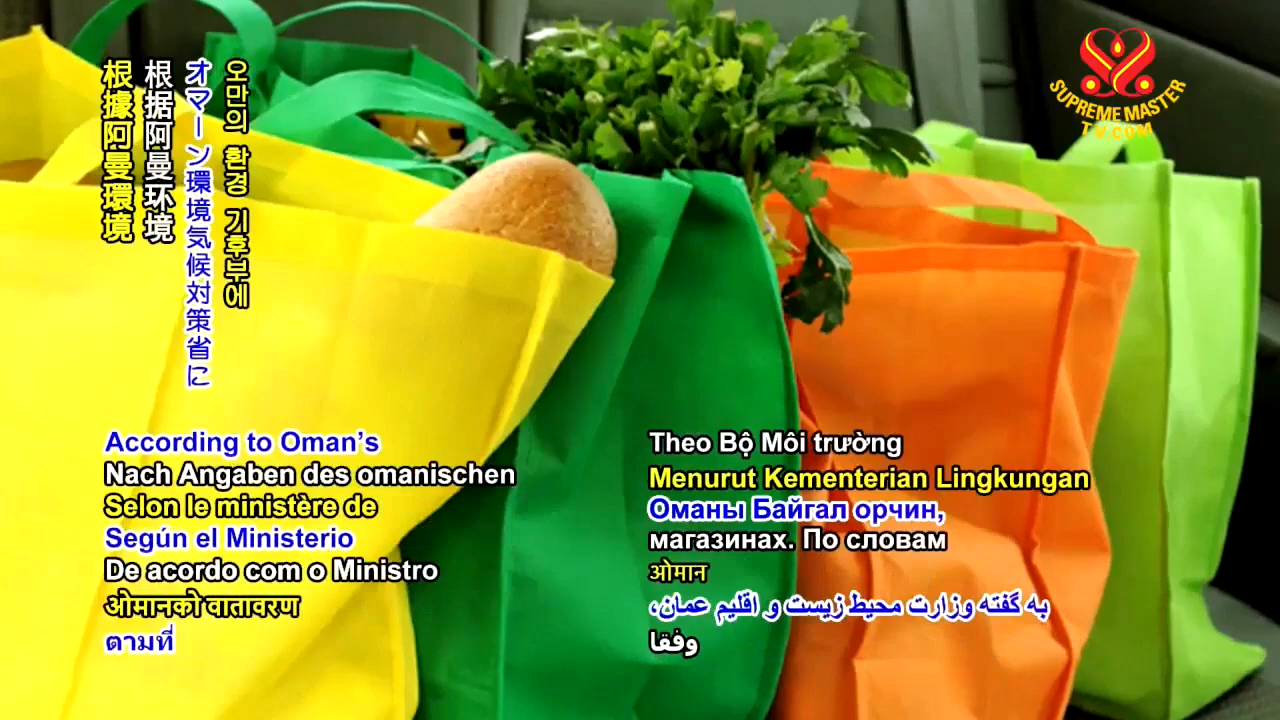 根據阿曼環境
根据阿曼环境
オマーン環境気候対策省に
오만의 환경 기후부에
SUPREME MASTER
TV.COM
According to Oman's
Nach Angaben des omanischen
Selon le ministère de
Según el Ministerio
De acordo com o Ministro
ओमानको वातावरण
ตามที่
Theo Bộ Môi trường
Menurut Kementerian Lingkungan
Оманы Байгал орчин,
магазинах. По словам
ओमान
به گفته وزارت محیط زیست و اقلیم عمان،
وفقا